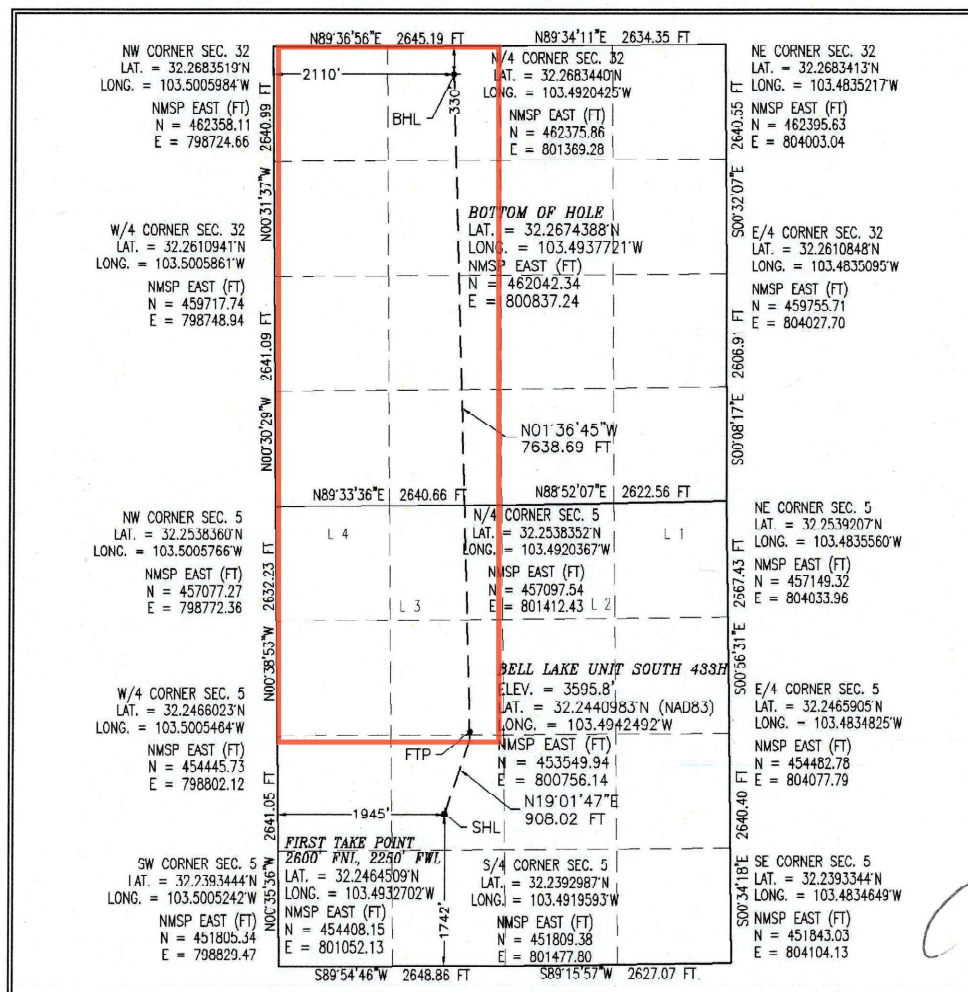 N89°36'56"E 2645.19 FT
N89°34'11"E 2634.35 FT
NW CORNER SEC. 32
LAT. = 32.2683519°N
LONG. = 103.5005984°W
NMSP EAST (FT)
N = 462358.11
E = 798724.66
2110'
330'
BHL
N/4 CORNER SEC. 32
LAT. = 32.2683440°N
LONG. = 103.4920425°W
NMSP EAST (FT)
N = 462375.86
E = 801369.28
NE CORNER SEC. 32
LAT. = 32.2683413°N
LONG. = 103.4835217°W
NMSP EAST (FT)
N = 462395.63
E = 804003.04
N00°31'37"W 2640.99 FT
S00°32'07"E 2640.55 FT
W/4 CORNER SEC. 32
LAT. = 32.2610941°N
LONG. = 103.5005861°W
NMSP EAST (FT)
N = 459717.74
E = 798748.94
BOTTOM OF HOLE
LAT. = 32.2674388°N
LONG. = 103.4937721°W
NMSP EAST (FT)
N = 462042.34
E = 800837.24
E/4 CORNER SEC. 32
LAT. = 32.2610848°N
LONG. = 103.4835095°W
NMSP EAST (FT)
N = 459755.71
E = 804027.70
N00°30'29"W 2641.09 FT
S00°08'17"E 2606.91 FT
N01°36'45"W
7638.69 FT
N89°33'36"E 2640.66 FT
N88°52'07"E 2622.56 FT
NW CORNER SEC. 5
LAT. = 32.2538360°N
LONG. = 103.5005766°W
NMSP EAST (FT)
N = 457077.27
E = 798772.36
L 4
L 3
N/4 CORNER SEC. 5
LAT. = 32.2538352°N
LONG. = 103.4920367°W
NMSP EAST (FT)
N = 457097.54
E = 801412.43
L 2
L 1
NE CORNER SEC. 5
LAT. = 32.2539207°N
LONG. = 103.4835560°W
NMSP EAST (FT)
N = 457149.32
E = 804033.96
N00°38'53"W 2632.23 FT
S00°56'31"E 2667.43 FT
W/4 CORNER SEC. 5
LAT. = 32.2466023°N
LONG. = 103.5005464°W
NMSP EAST (FT)
N = 454445.73
E = 798802.12
BELL LAKE UNIT SOUTH 433H
ELEV. = 3595.8'
LAT. = 32.2440983°N (NAD83)
LONG. = 103.4942492°W
NMSP EAST (FT)
N = 453549.94
E = 800756.14
E/4 CORNER SEC. 5
LAT. = 32.2465905°N
LONG. = 103.4834825°W
NMSP EAST (FT)
N = 454482.78
E = 804077.79
FTP
N19°01'47"E
908.02 FT
1945'
SHL
N00°35'36"W 2641.05 FT
S00°34'18"E 2640.40 FT
FIRST TAKE POINT
2600' FNL, 2250' FWL
LAT. = 32.2464509°N
LONG. = 103.4932702°W
NMSP EAST (FT)
N = 454408.15
E = 801052.13
1742'
SW CORNER SEC. 5
LAT. = 32.2393444°N
LONG. = 103.5005242°W
NMSP EAST (FT)
N = 451805.34
E = 798829.47
S/4 CORNER SEC. 5
LAT. = 32.2392987°N
LONG. = 103.4919593°W
NMSP EAST (FT)
N = 451809.38
E = 801477.80
SE CORNER SEC. 5
LAT. = 32.2393344°N
LONG. = 103.4834649°W
NMSP EAST (FT)
N = 451843.03
E = 804104.13
S89°54'46"W 2648.86 FT
S89°15'57"W 2627.07 FT.